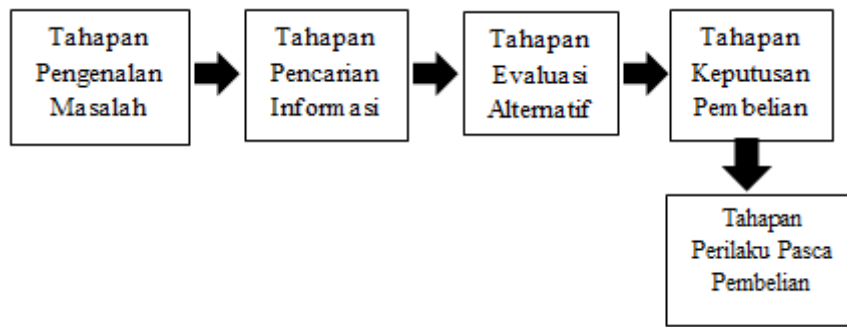 Tahapan
Pengenalan
Masalah
Tahapan
Pencarian
Informasi
Tahapan
Evaluasi
Alternatif
Tahapan
Keputusan
Pembelian
Tahapan
Perilaku Pasca
Pembelian